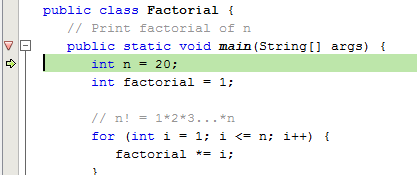 public class Factorial {
// Print factorial of n
public static void main(String[] args) {
int n = 20;
int factorial = 1;
// n! = 1*2*3...*n
for (int i = 1; i <= n; i++) {
factorial *= i;
}